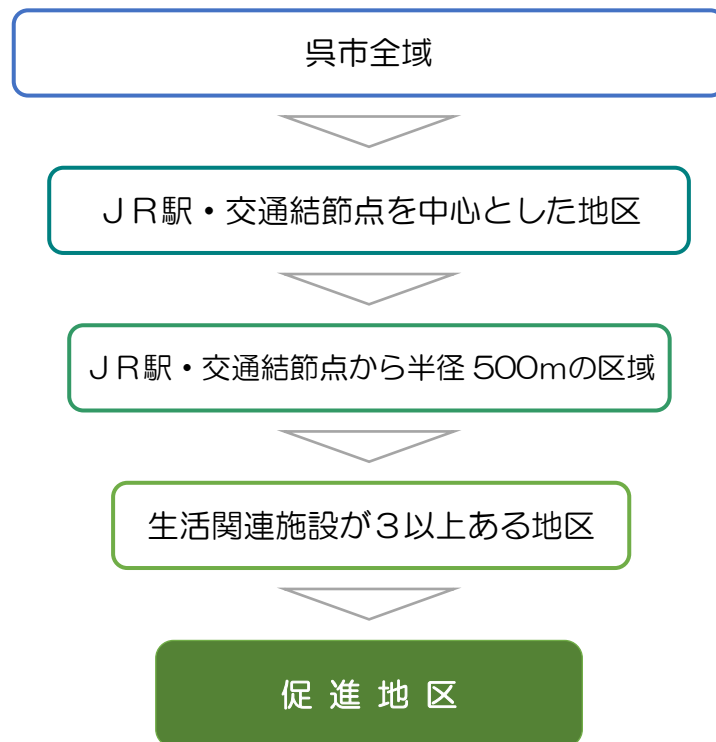 呉市全域
ＪＲ駅・交通結節点を中心とした地区
ＪＲ駅・交通結節点から半径500mの区域
生活関連施設が３以上ある地区
促進地区